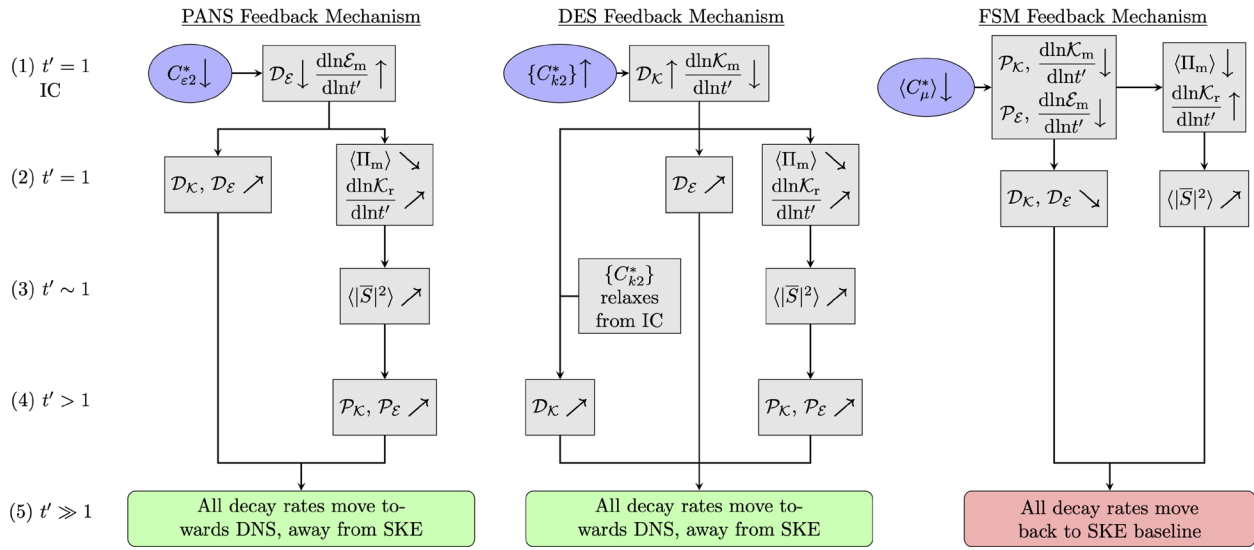 PANS Feedback Mechanism
DES Feedback Mechanism
FSM Feedback Mechanism
(1) t′ = 1
IC
C*ε2 ↓
𝒟ℰ ↓ dlnℰm/dlnt′ ↑
{C*k2} ↑
𝒟𝒦 ↑ dln𝒦m/dlnt′ ↓
⟨C*μ⟩ ↓
𝒫𝒦, dln𝒦m/dlnt′ ↓
𝒫ℰ, dlnℰm/dlnt′ ↓
⟨Πm⟩ ↓
dln𝒦r/dlnt′ ↑
(2) t′ = 1
𝒟𝒦, 𝒟ℰ ↗
⟨Πm⟩ ↘
dln𝒦r/dlnt′ ↗
𝒟ℰ ↗
⟨Πm⟩ ↘
dln𝒦r/dlnt′ ↗
𝒟𝒦, 𝒟ℰ ↘
⟨|S̅|²⟩ ↗
(3) t′ ∼ 1
⟨|S̅|²⟩ ↗
{C*k2}
relaxes
from IC
⟨|S̅|²⟩ ↗
(4) t′ > 1
𝒫𝒦, 𝒫ℰ ↗
𝒟𝒦 ↗
𝒫𝒦, 𝒫ℰ ↗
(5) t′ ≫ 1
All decay rates move to-
wards DNS, away from SKE
All decay rates move to-
wards DNS, away from SKE
All decay rates move
back to SKE baseline